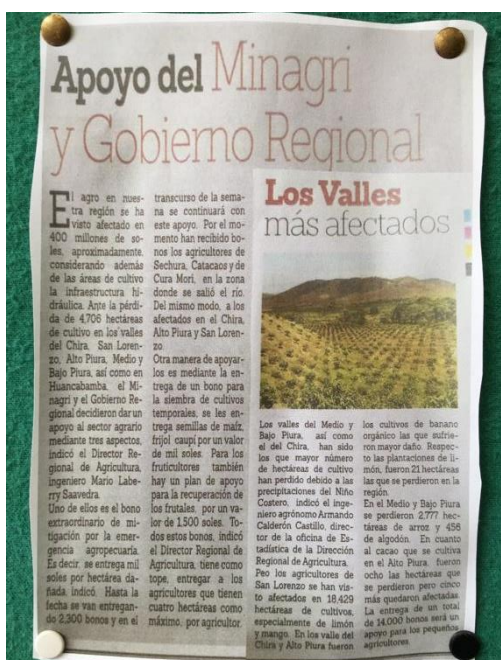 Apoyo del Minagri
y Gobierno Regional
El agro en nues-
tra región se ha
visto afectado en
400 millones de so-
les, aproximadamente,
considerando además
de las áreas de cultivo
la infraestructura hi-
dráulica. Ante la pérdi-
da de 4,706 hectáreas
de cultivo en los valles
del Chira, San Loren-
zo, Alto Piura, Medio y
Bajo Piura, así como en
Huancabamba, el Mi-
nagri y el Gobierno Re-
gional decidieron dar un
apoyo al sector agrario
mediante tres aspectos,
indicó el Director Re-
gional de Agricultura,
ingeniero Mario Labe-
rry Saavedra.
Uno de ellos es el bono
extraordinario de mi-
tigación por la emer-
gencia agropecuaria.
Es decir, se entrega mil
soles por hectárea da-
ñada, indicó. Hasta la
fecha se van entregan-
do 2,300 bonos y en el
transcurso de la sema-
na se continuará con
este apoyo. Por el mo-
mento han recibido bo-
nos los agricultores de
Sechura, Catacaos y de
Cura Mori, en la zona
donde se salió el río.
Del mismo modo, a los
afectados en el Chira,
Alto Piura y San Loren-
zo.
Otra manera de apoyar-
los es mediante la en-
trega de un bono para
la siembra de cultivos
temporales, se les en-
trega semillas de maíz,
frijol caupí por un valor
de mil soles. Para los
fruticultores también
hay un plan de apoyo
para la recuperación de
los frutales, por un va-
lor de 1,500 soles. To-
dos estos bonos, indicó
el Director Regional de
Agricultura, tiene como
tope, entregar a los
agricultores que tienen
cuatro hectáreas como
máximo, por agricultor.
Los Valles
más afectados
Los valles del Medio y
Bajo Piura, así como
el del Chira, han sido
los que mayor número
de hectáreas de cultivo
han perdido debido a las
precipitaciones del Niño
Costero, indicó el inge-
niero agrónomo Armando
Calderón Castillo, direc-
tor de la oficina de Es-
tadística de la Dirección
Regional de Agricultura.
Peo los agricultores de
San Lorenzo se han vis-
to afectados en 18,429
hectáreas de cultivos,
especialmente de limón
y mango. En los valle del
Chira y Alto Piura fueron
los cultivos de banano
orgánico las que sufrie-
ron mayor daño. Respec-
to las plantaciones de li-
món, fueron 21 hectáreas
las que se perdieron en la
región.
En el Medio y Bajo Piura
se perdieron 2,777 hec-
táreas de arroz y 456
de algodón. En cuanto
al cacao que se cultiva
en el Alto Piura, fueron
ocho las hectáreas que
se perdieron pero cinco
más quedaron afectadas.
La entrega de un total
de 14,000 bonos será un
apoyo para los pequeños
agricultores.